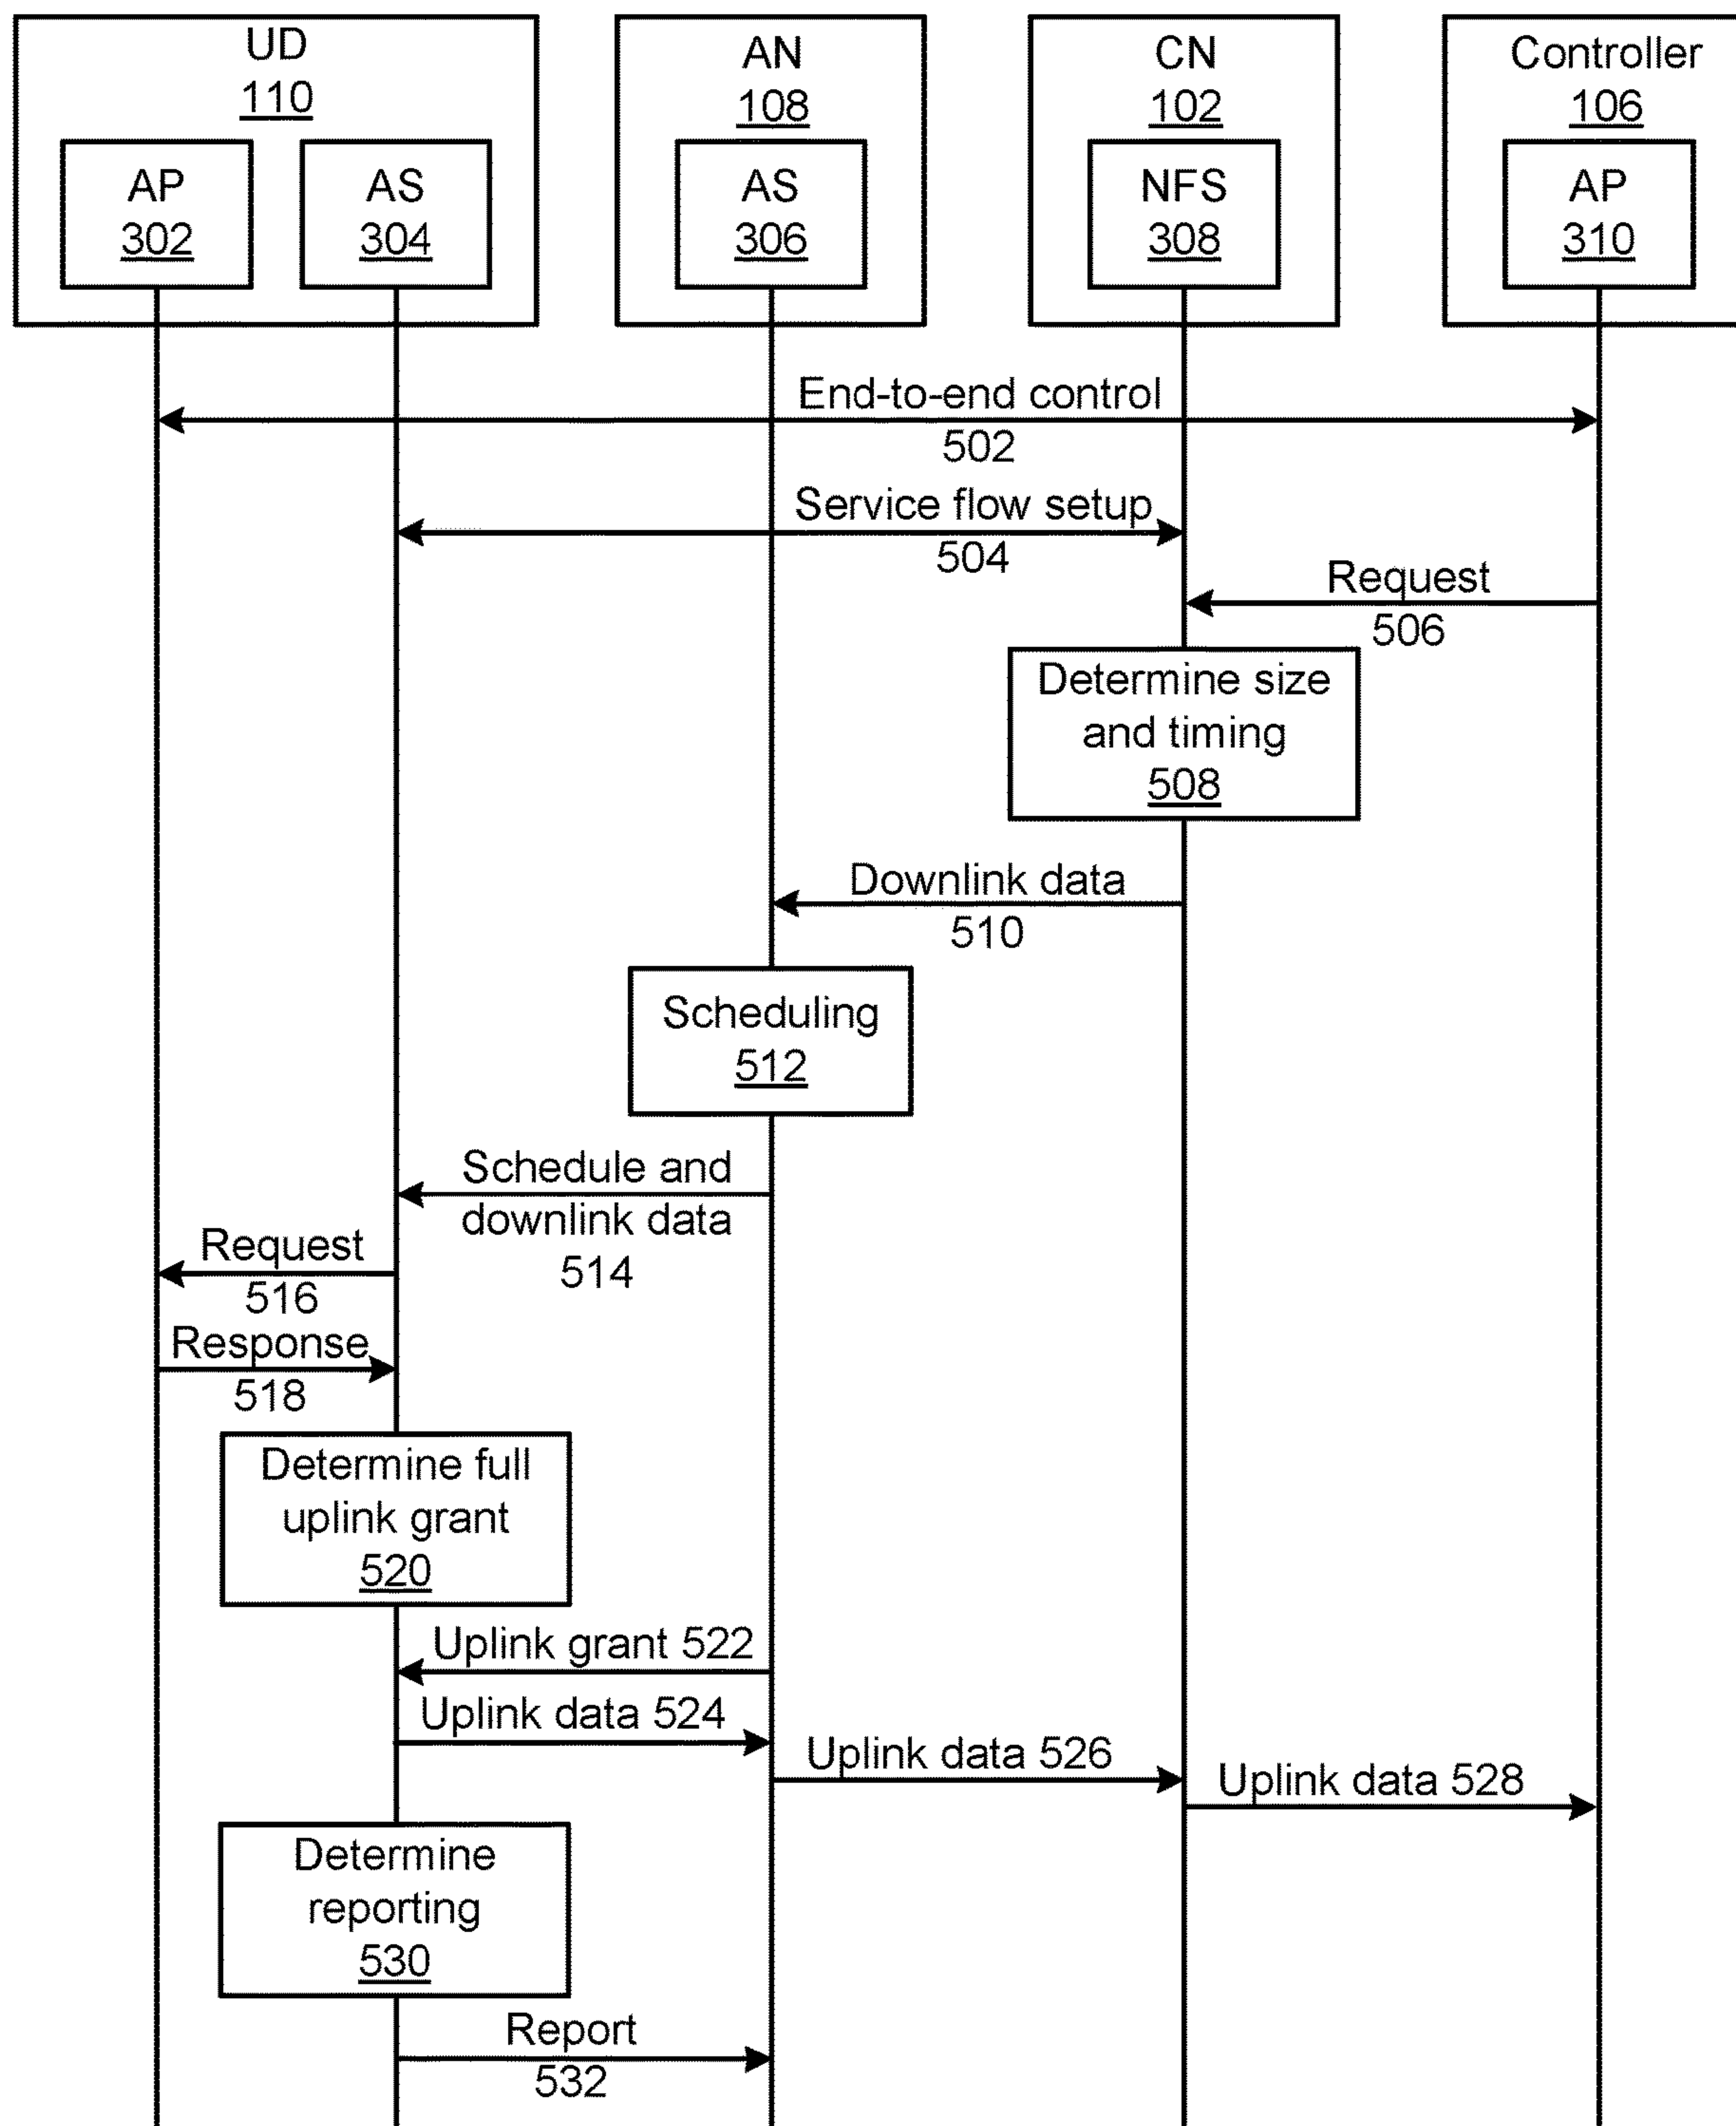 UD
110
AP
302
AS
304
AN
108
AS
306
CN
102
NFS
308
Controller
106
AP
310
End-to-end control
502
Service flow setup
504
Request
506
Determine size
and timing
508
Downlink data
510
Scheduling
512
Schedule and
downlink data
514
Request
516
Response
518
Determine full
uplink grant
520
Uplink grant 522
Uplink data 524
Uplink data 526
Uplink data 528
Determine
reporting
530
Report
532